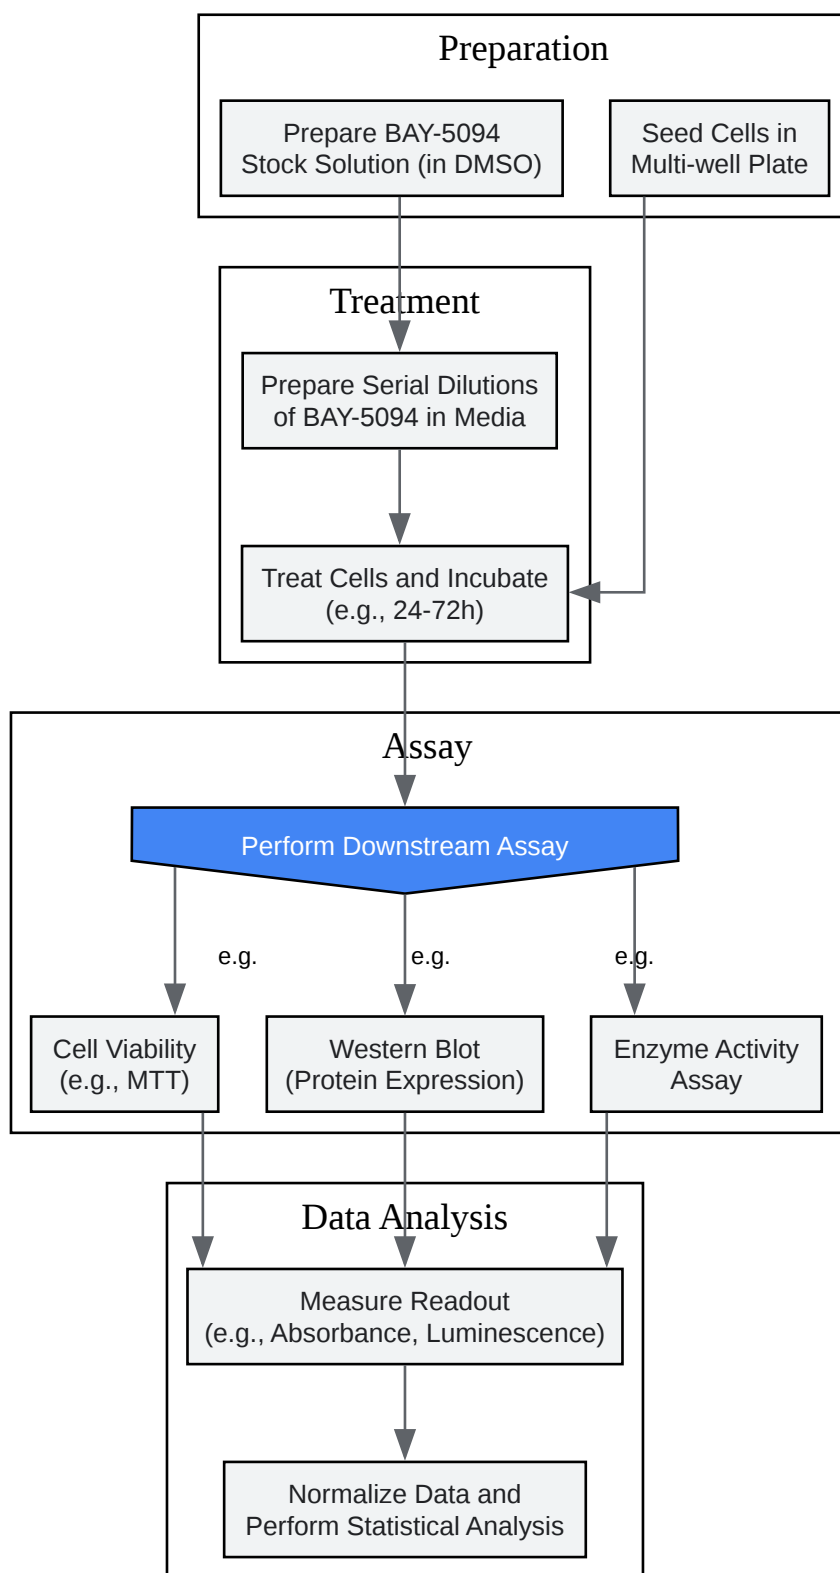 Preparation
Prepare BAY-5094
Stock Solution (in DMSO)
Seed Cells in
Multi-well Plate
Treatment
Prepare Serial Dilutions
of BAY-5094 in Media
Treat Cells and Incubate
(e.g., 24-72h)
Assay
Perform Downstream Assay
e.g.
e.g.
e.g.
Cell Viability
(e.g., MTT)
Western Blot
(Protein Expression)
Enzyme Activity
Assay
Data Analysis
Measure Readout
(e.g., Absorbance, Luminescence)
Normalize Data and
Perform Statistical Analysis